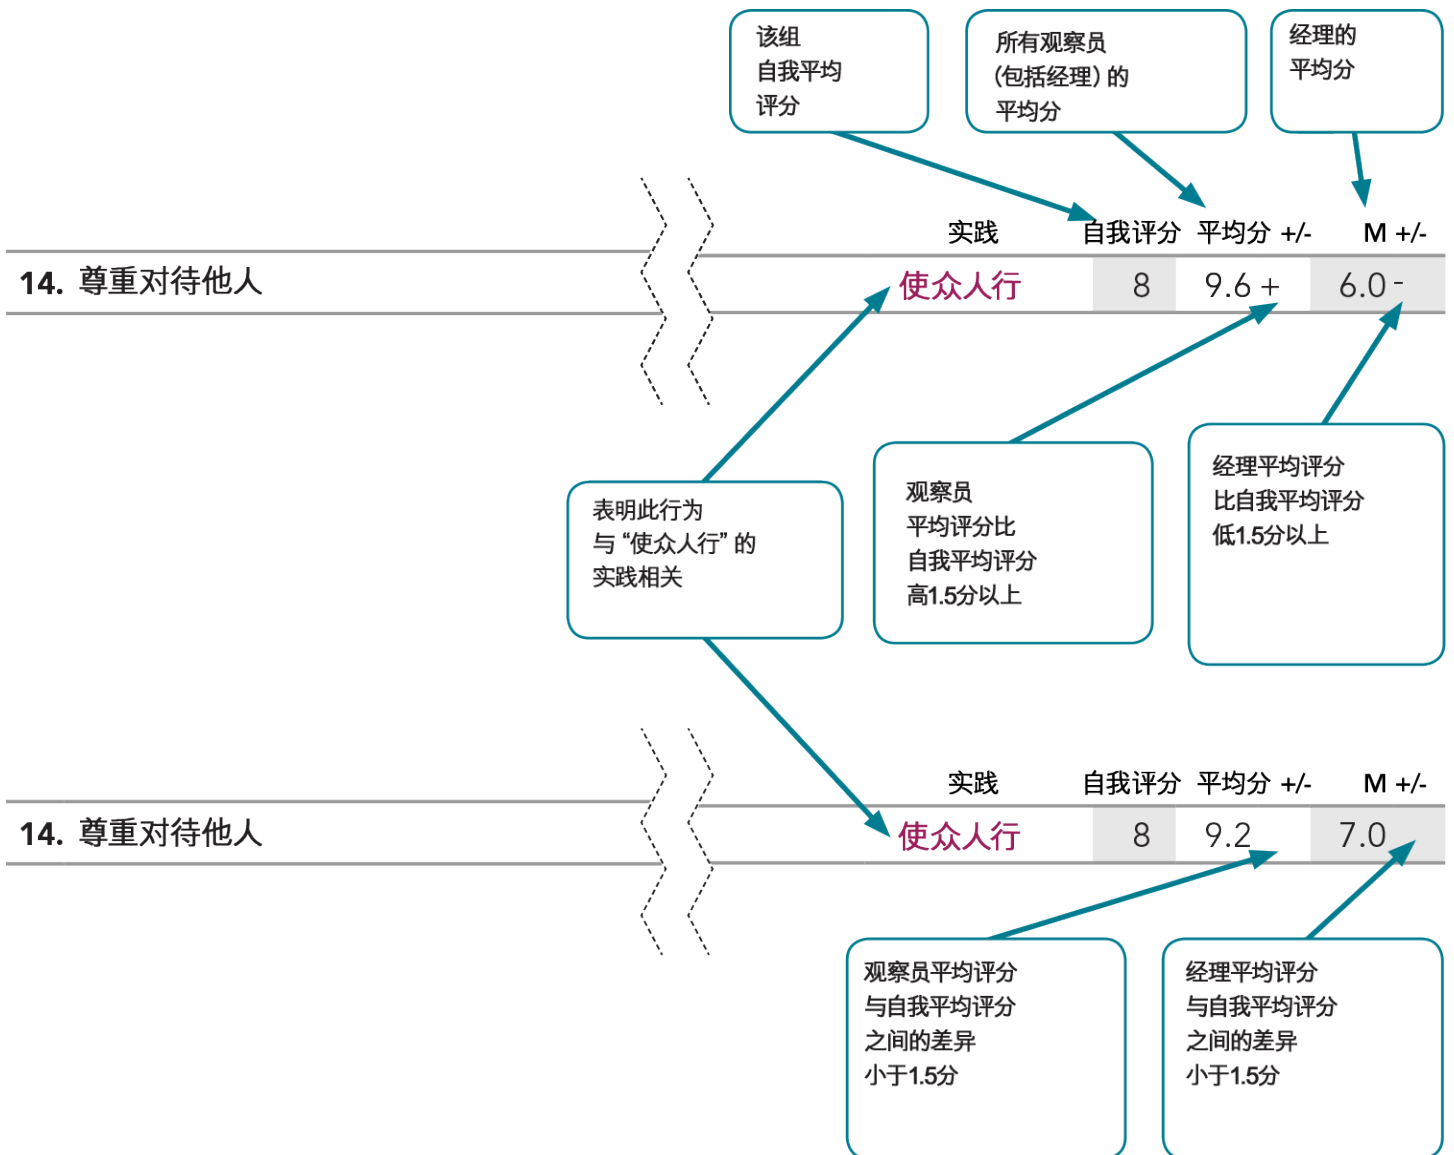 该组
自我平均
评分
所有观察员
（包括经理）的
平均分
经理的
平均分
实践 自我评分 平均分 +/- M +/-
14. 尊重对待他人 使众人行 8 9.6 + 6.0 -
表明此行为
与“使众人行”的
实践相关
观察员
平均评分比
自我平均评分
高1.5分以上
经理平均评分
比自我平均评分
低1.5分以上
实践 自我评分 平均分 +/- M +/-
14. 尊重对待他人 使众人行 8 9.2 7.0
观察员平均评分
与自我平均评分
之间的差异
小于1.5分
经理平均评分
与自我平均评分
之间的差异
小于1.5分